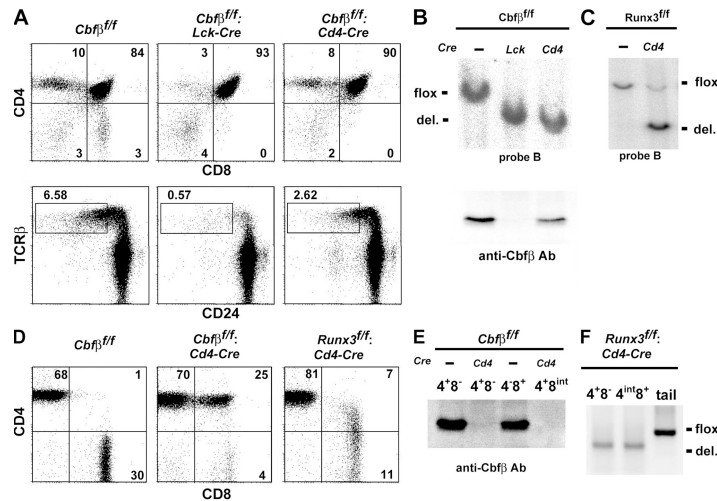 A
Cbfβf/f
Cbfβf/f:
Lck-Cre
Cbfβf/f:
Cd4-Cre
10 84
3 3
3 93
4 0
8 90
2 0
CD4
CD8
6.58
0.57
2.62
TCRβ
CD24
B
Cbfβf/f
Cre – Lck Cd4
flox
del.
probe B
anti-Cbfβ Ab
C
Runx3f/f
– Cd4
flox
del.
probe B
D
Cbfβf/f
Cbfβf/f:
Cd4-Cre
Runx3f/f:
Cd4-Cre
68 1
30
70 25
4
81 7
11
CD4
CD8
E
Cbfβf/f
Cre – Cd4 – Cd4
4+8- 4+8- 4-8+ 4+8int
anti-Cbfβ Ab
F
Runx3f/f:
Cd4-Cre
4+8- 4int8+ tail
flox
del.